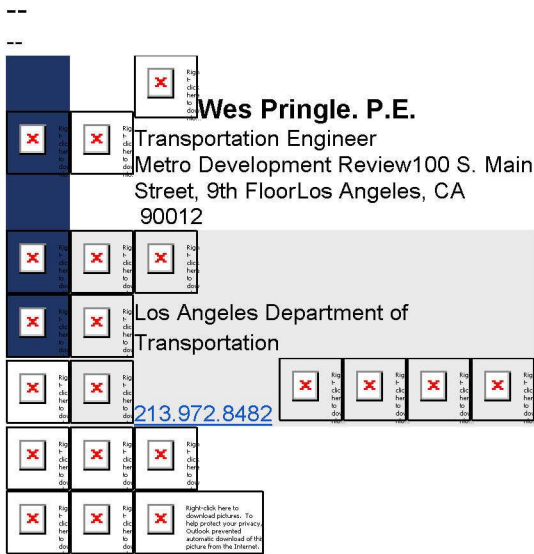 --
--
Wes Pringle. P.E.
Transportation Engineer
Metro Development Review100 S. Main
Street, 9th FloorLos Angeles, CA
90012
Los Angeles Department of
Transportation
213.972.8482
Right-click here to
download pictures. To
help protect your privacy,
Outlook prevented
automatic download of this
picture from the Internet.